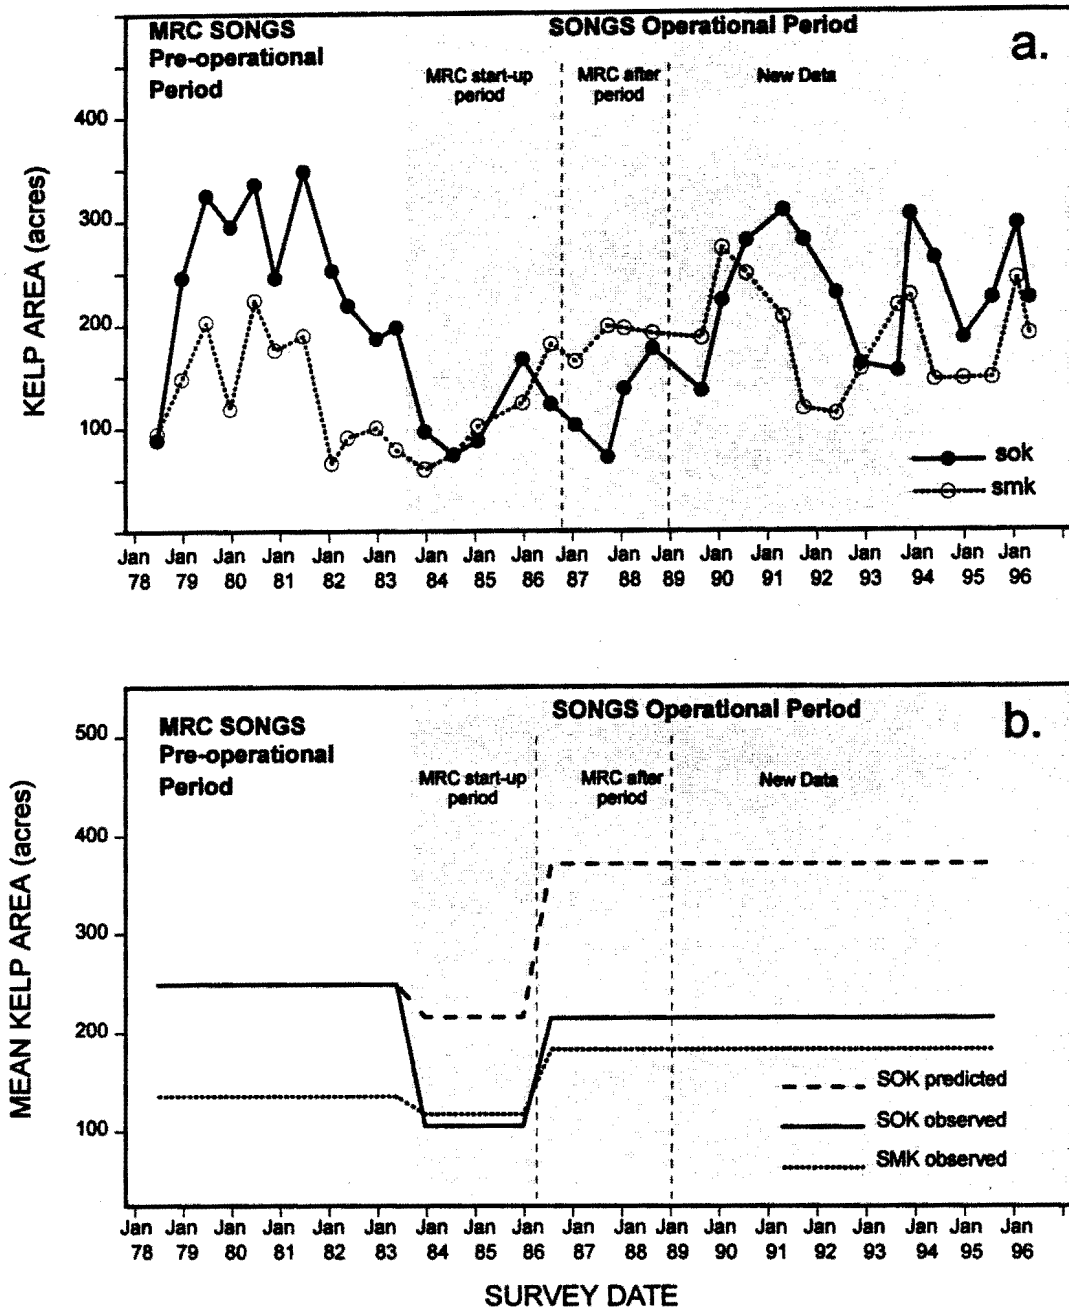 MRC SONGS
Pre-operational
Period
SONGS Operational Period
a.
MRC start-up
period
MRC after
period
New Data
KELP AREA (acres)
400
300
200
100
sok
smk
Jan Jan Jan Jan Jan Jan Jan Jan Jan Jan Jan Jan Jan Jan Jan Jan Jan Jan Jan
78 79 80 81 82 83 84 85 86 87 88 89 90 91 92 93 94 95 96
MRC SONGS
Pre-operational
Period
SONGS Operational Period
b.
MRC start-up
period
MRC after
period
New Data
MEAN KELP AREA (acres)
500
400
300
200
100
SOK predicted
SOK observed
SMK observed
Jan Jan Jan Jan Jan Jan Jan Jan Jan Jan Jan Jan Jan Jan Jan Jan Jan Jan Jan
78 79 80 81 82 83 84 85 86 87 88 89 90 91 92 93 94 95 96
SURVEY DATE